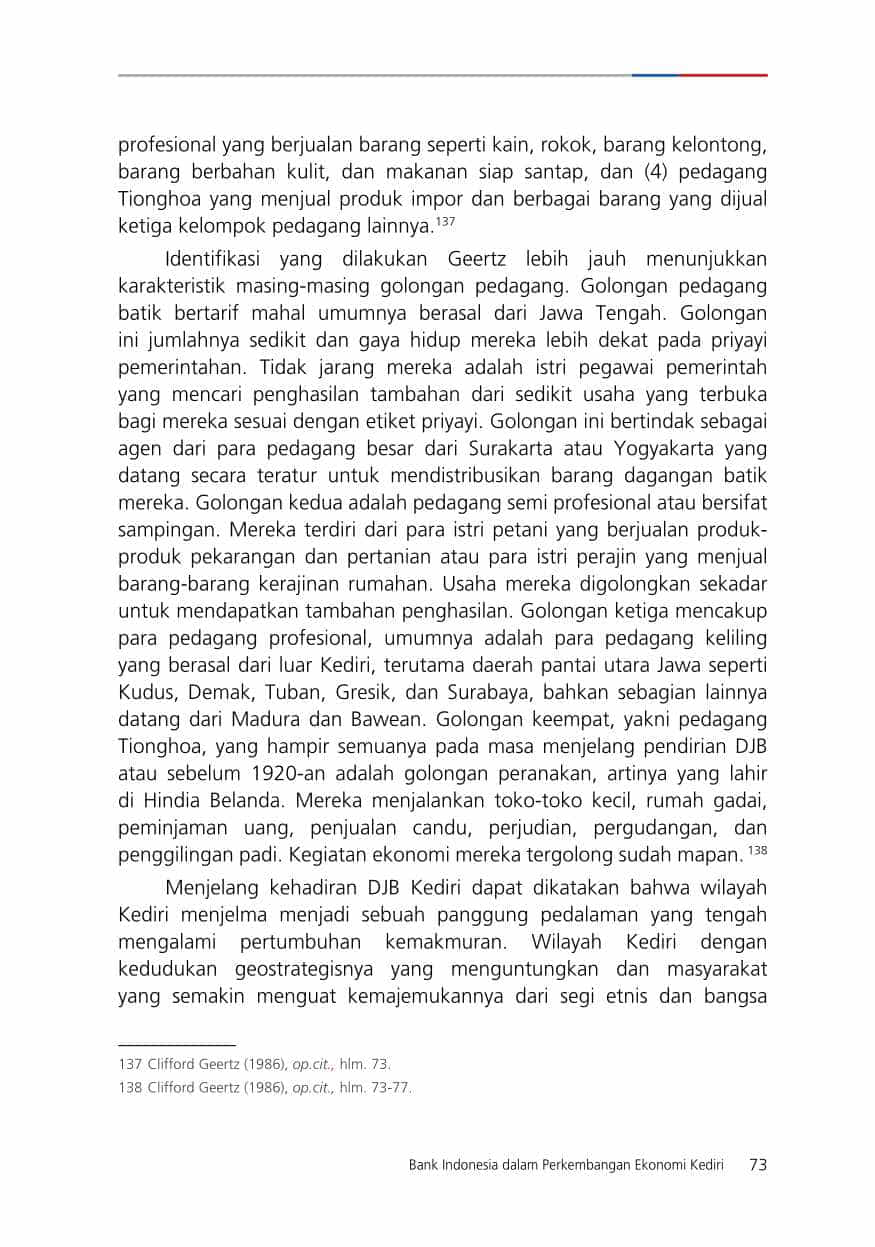 profesional yang berjualan barang seperti kain, rokok, barang kelontong,
barang berbahan kulit, dan makanan siap santap, dan (4) pedagang
Tionghoa yang menjual produk impor dan berbagai barang yang dijual
ketiga kelompok pedagang lainnya.137
Identifikasi yang dilakukan Geertz lebih jauh menunjukkan
karakteristik masing-masing golongan pedagang. Golongan pedagang
batik bertarif mahal umumnya berasal dari Jawa Tengah. Golongan
ini jumlahnya sedikit dan gaya hidup mereka lebih dekat pada priyayi
pemerintahan. Tidak jarang mereka adalah istri pegawai pemerintah
yang mencari penghasilan tambahan dari sedikit usaha yang terbuka
bagi mereka sesuai dengan etiket priyayi. Golongan ini bertindak sebagai
agen dari para pedagang besar dari Surakarta atau Yogyakarta yang
datang secara teratur untuk mendistribusikan barang dagangan batik
mereka. Golongan kedua adalah pedagang semi profesional atau bersifat
sampingan. Mereka terdiri dari para istri petani yang berjualan produk-
produk pekarangan dan pertanian atau para istri perajin yang menjual
barang-barang kerajinan rumahan. Usaha mereka digolongkan sekadar
untuk mendapatkan tambahan penghasilan. Golongan ketiga mencakup
para pedagang profesional, umumnya adalah para pedagang keliling
yang berasal dari luar Kediri, terutama daerah pantai utara Jawa seperti
Kudus, Demak, Tuban, Gresik, dan Surabaya, bahkan sebagian lainnya
datang dari Madura dan Bawean. Golongan keempat, yakni pedagang
Tionghoa, yang hampir semuanya pada masa menjelang pendirian DJB
atau sebelum 1920-an adalah golongan peranakan, artinya yang lahir
di Hindia Belanda. Mereka menjalankan toko-toko kecil, rumah gadai,
peminjaman uang, penjualan candu, perjudian, pergudangan, dan
penggilingan padi. Kegiatan ekonomi mereka tergolong sudah mapan. 138
Menjelang kehadiran DJB Kediri dapat dikatakan bahwa wilayah
Kediri menjelma menjadi sebuah panggung pedalaman yang tengah
mengalami pertumbuhan kemakmuran. Wilayah Kediri dengan
kedudukan geostrategisnya yang menguntungkan dan masyarakat
yang semakin menguat kemajemukannya dari segi etnis dan bangsa
137 Clifford Geertz (1986), op.cit., hlm. 73.
138 Clifford Geertz (1986), op.cit., hlm. 73-77.
Bank Indonesia dalam Perkembangan Ekonomi Kediri 73